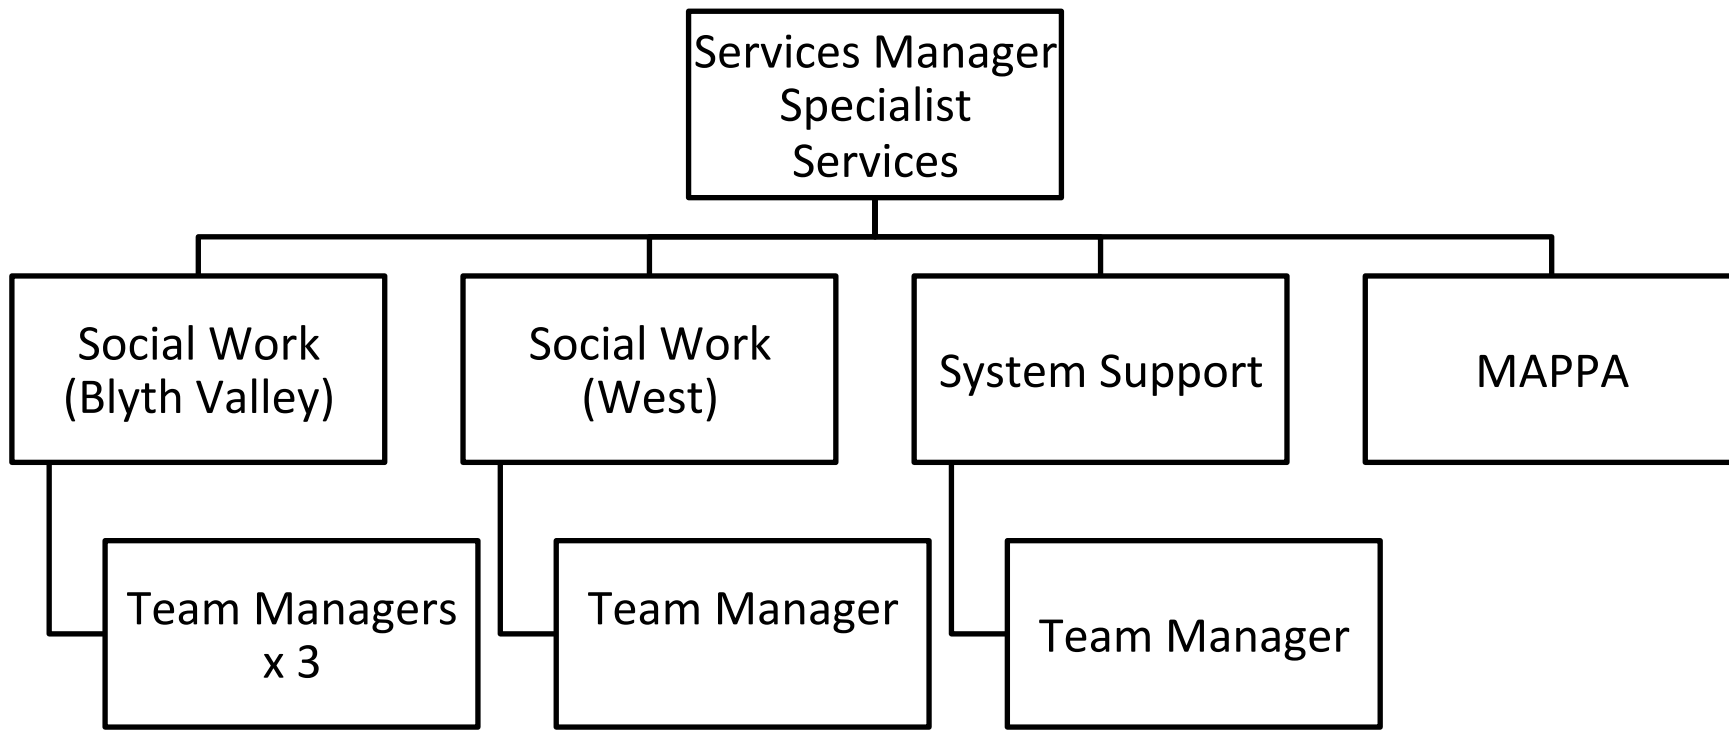 Services Manager
Specialist
Services
Social Work
(Blyth Valley)
Social Work
(West)
System Support
MAPPA
Team Managers
x 3
Team Manager
Team Manager